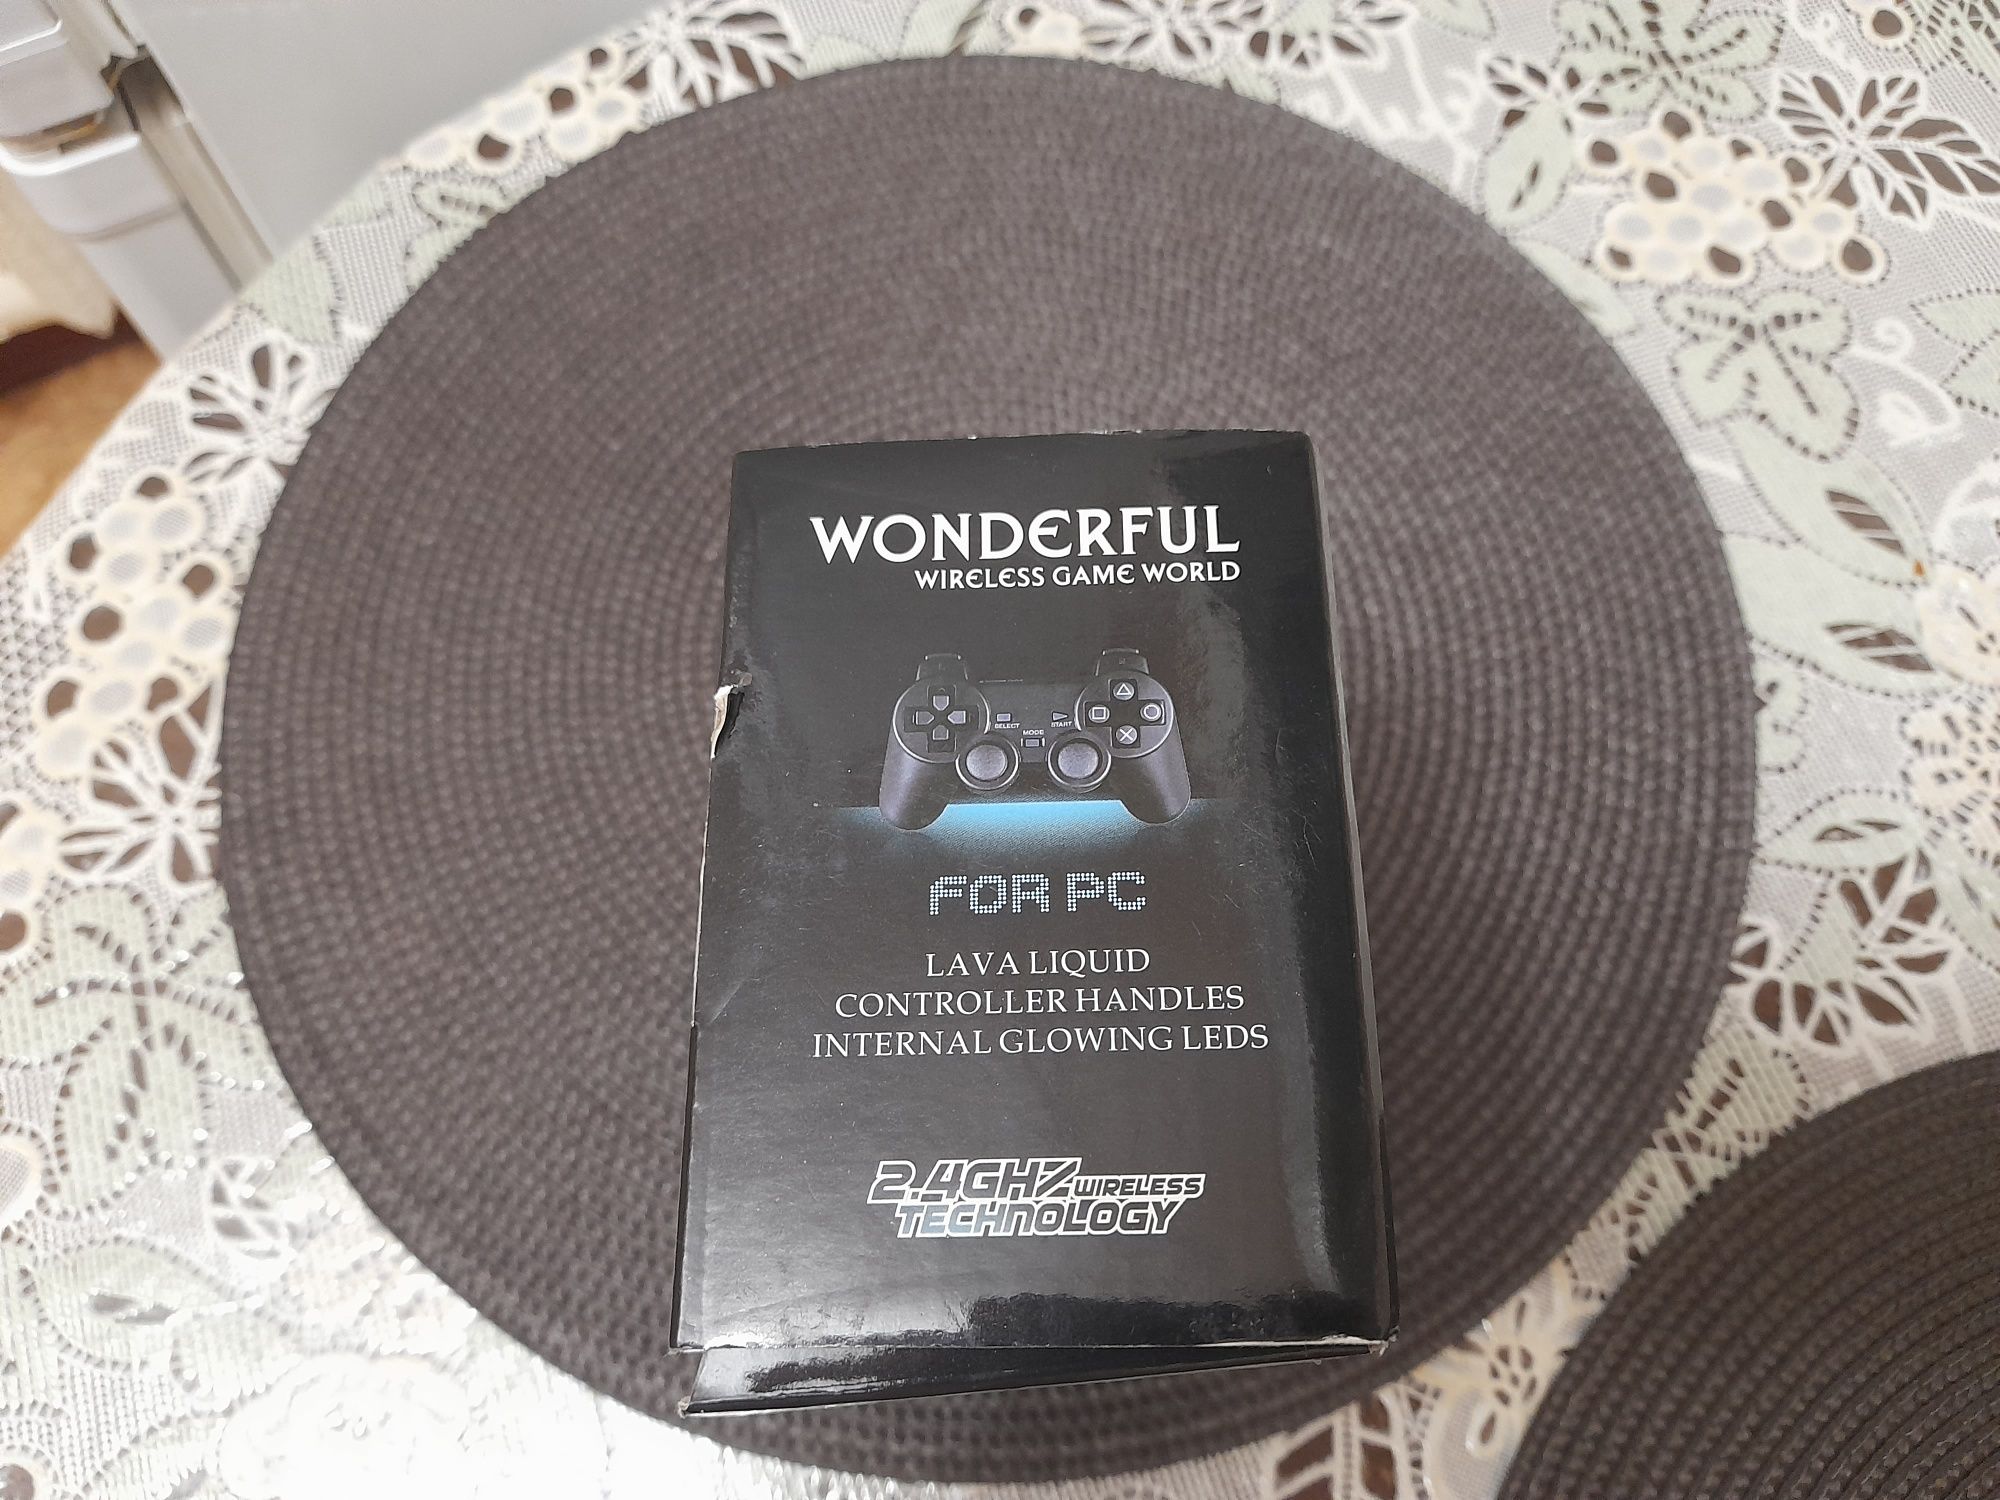 WONDERFUL
WIRELESS GAME WORLD
SELECT
START
MODE
FOR PC
LAVA LIQUID
CONTROLLER HANDLES
INTERNAL GLOWING LEDS
2.4GHZ WIRELESS
TECHNOLOGY